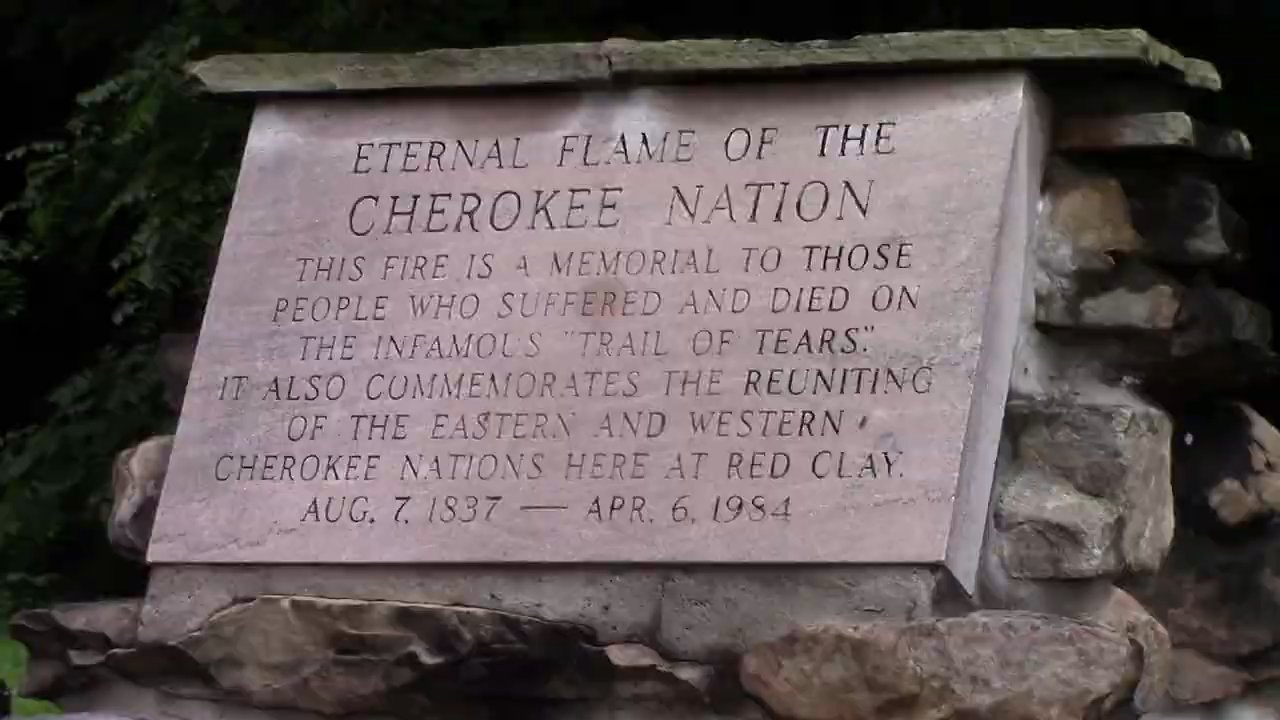 ETERNAL FLAME OF THE
CHEROKEE NATION
THIS FIRE IS A MEMORIAL TO THOSE
PEOPLE WHO SUFFERED AND DIED ON
THE INFAMOUS "TRAIL OF TEARS."
IT ALSO COMMEMORATES THE REUNITING
OF THE EASTERN AND WESTERN
CHEROKEE NATIONS HERE AT RED CLAY.
AUG. 7, 1837 — APR. 6, 1984